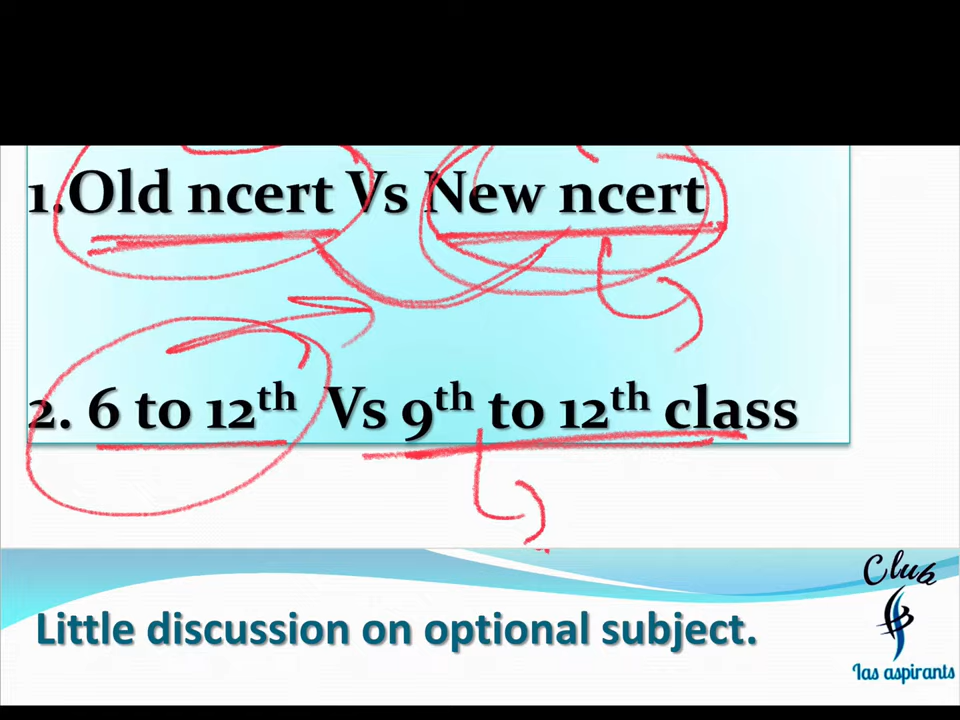 1.Old ncert Vs New ncert
2. 6 to 12th Vs 9th to 12th class
Little discussion on optional subject.
Club
Ias aspirants